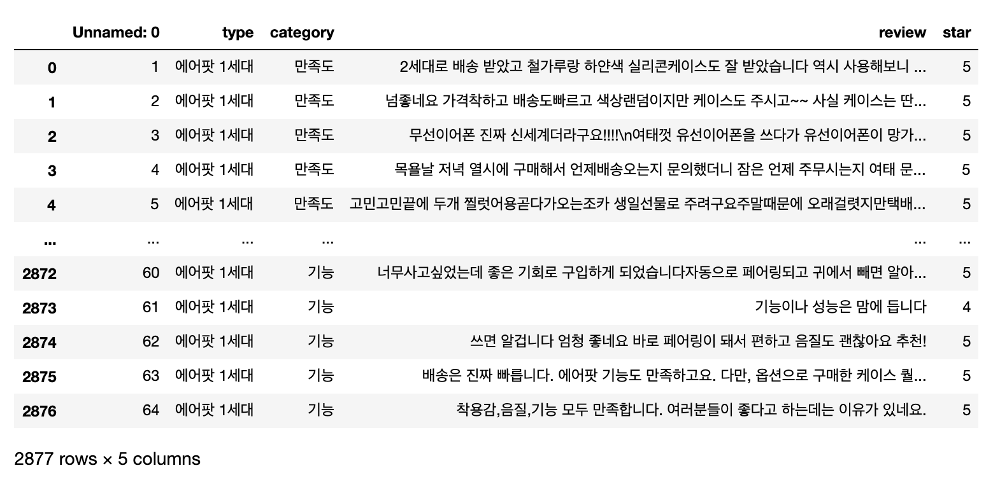 Unnamed: 0 type category review star
0 1 에어팟 1세대 만족도 2세대로 배송 받았고 철가루랑 하얀색 실리콘케이스도 잘 받았습니다 역시 사용해보니 ... 5
1 2 에어팟 1세대 만족도 넘좋네요 가격착하고 배송도빠르고 색상랜덤이지만 케이스도 주시고~~ 사실 케이스는 딴... 5
2 3 에어팟 1세대 만족도 무선이어폰 진짜 신세계더라구요!!!!\n여태껏 유선이어폰을 쓰다가 유선이어폰이 망가... 5
3 4 에어팟 1세대 만족도 목욜날 저녁 열시에 구매해서 언제배송오는지 문의했더니 잠은 언제 주무시는지 여태 문... 5
4 5 에어팟 1세대 만족도 고민고민끝에 두개 찔럿어용곧다가오는조카 생일선물로 주려구요주말때문에 오래걸렷지만택배... 5
... ... ... ... ... ...
2872 60 에어팟 1세대 기능 너무사고싶었는데 좋은 기회로 구입하게 되었습니다자동으로 페어링되고 귀에서 빼면 알아... 5
2873 61 에어팟 1세대 기능 기능이나 성능은 맘에 듭니다 4
2874 62 에어팟 1세대 기능 쓰면 알겁니다 엄청 좋네요 바로 페어링이 돼서 편하고 음질도 괜찮아요 추천! 5
2875 63 에어팟 1세대 기능 배송은 진짜 빠릅니다. 에어팟 기능도 만족하고요. 다만, 옵션으로 구매한 케이스 퀄... 5
2876 64 에어팟 1세대 기능 착용감,음질,기능 모두 만족합니다. 여러분들이 좋다고 하는데는 이유가 있네요. 5
2877 rows × 5 columns